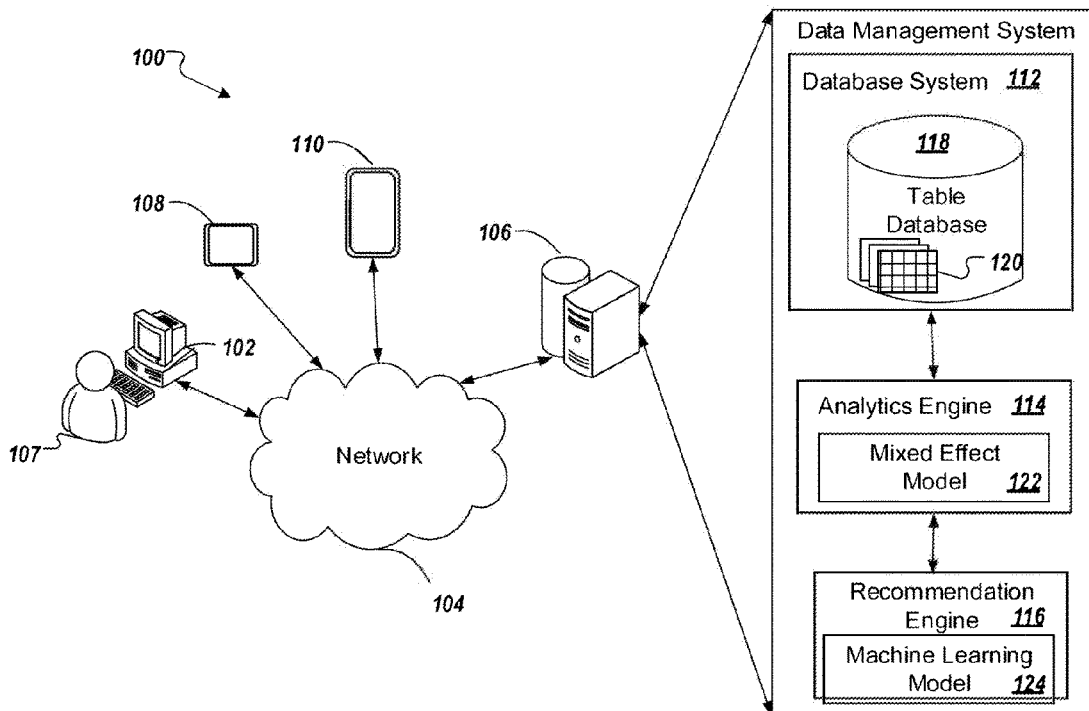 100
110
108
106
102
107
Network
104
Data Management System
Database System 112
118
Table
Database
120
Analytics Engine 114
Mixed Effect
Model 122
Recommendation
Engine 116
Machine Learning
Model 124